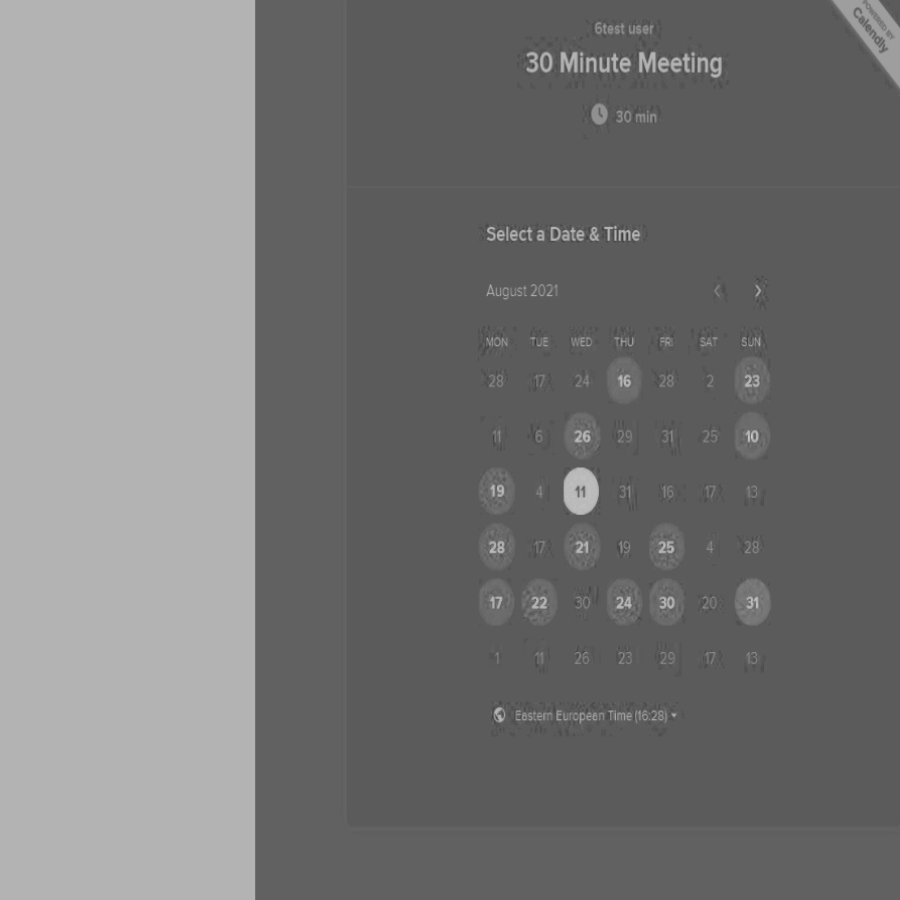 POWERED BY
Calendly
6test user
30 Minute Meeting
30 min
Select a Date & Time
August 2021
MON TUE WED THU FRI SAT SUN
28 17 24 16 28 2 23
11 6 26 29 31 25 10
19 4 11 31 16 17 13
28 17 21 19 25 4 28
17 22 30 24 30 20 31
1 11 26 23 29 17 13
Eastern European Time (16:28)